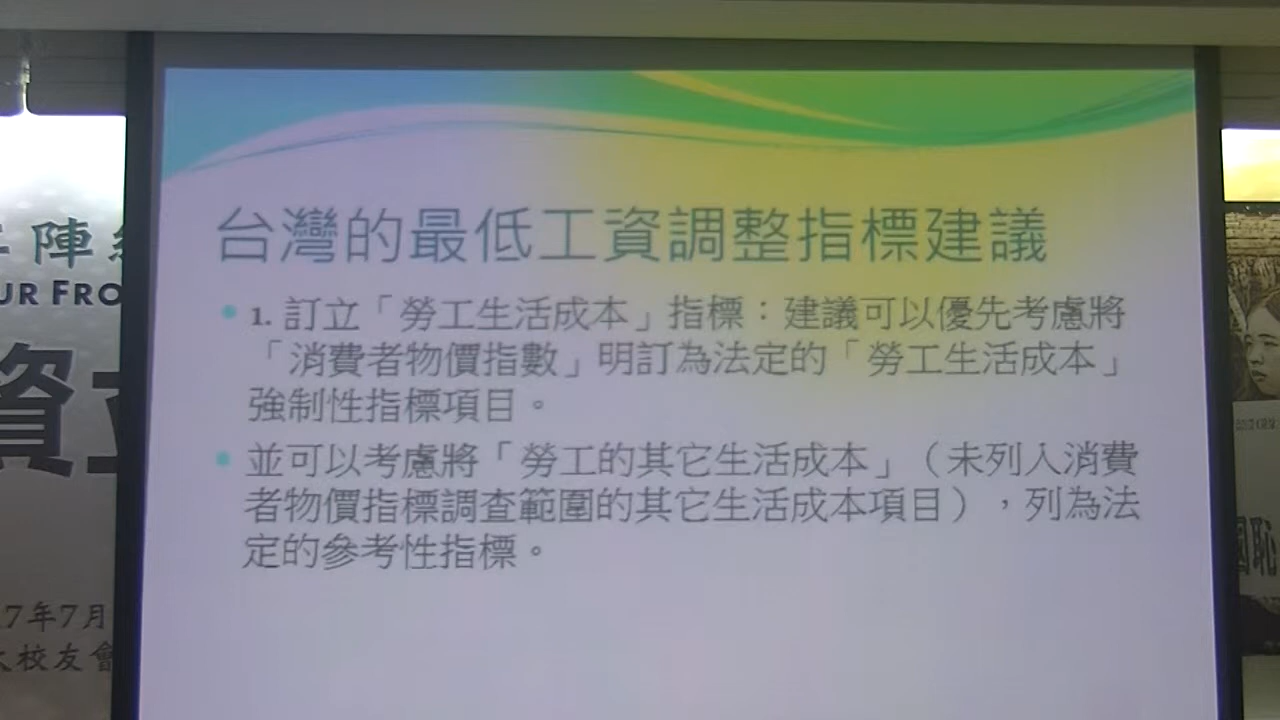 台灣的最低工資調整指標建議
• 1. 訂立「勞工生活成本」指標：建議可以優先考慮將
「消費者物價指數」明訂為法定的「勞工生活成本」
強制性指標項目。
• 並可以考慮將「勞工的其它生活成本」（未列入消費
者物價指標調查範圍的其它生活成本項目），列為法
定的參考性指標。
陣
UR FRO
資
7年7月
校友會
國恥